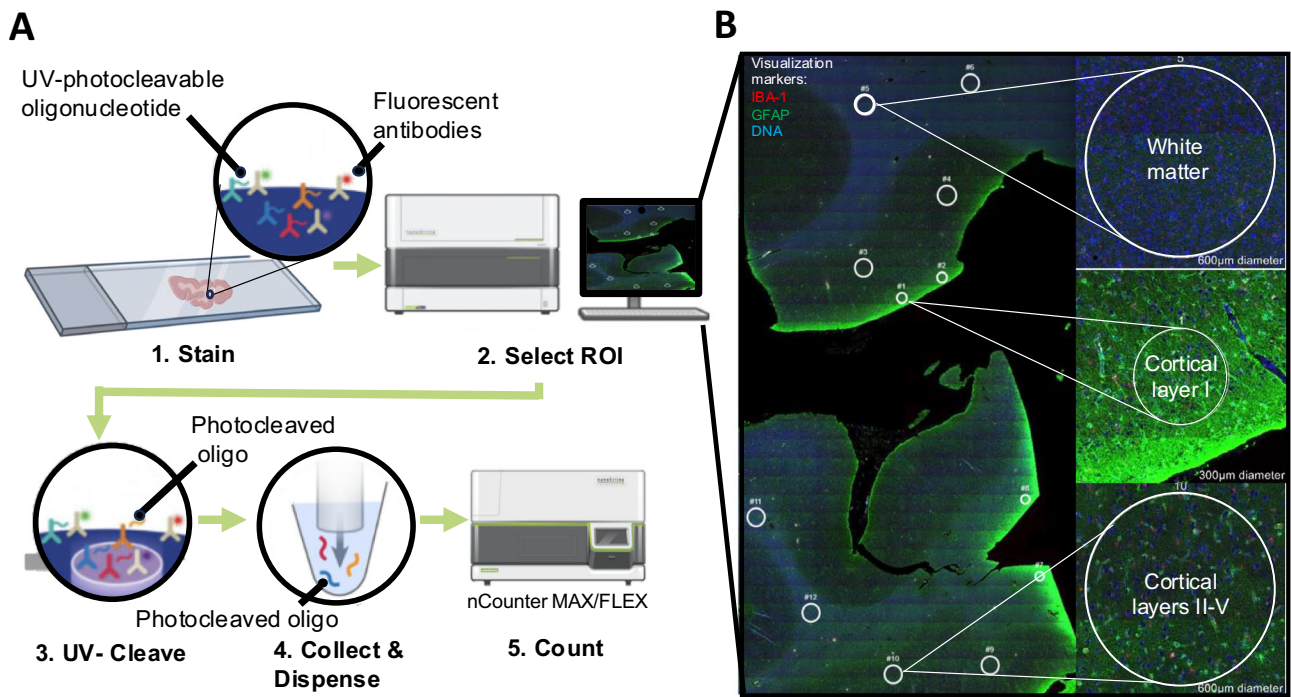 A
UV-photocleavable
oligonucleotide
Fluorescent
antibodies
1. Stain
2. Select ROI
Photocleaved
oligo
Photocleaved oligo
nCounter MAX/FLEX
3. UV- Cleave
4. Collect &
Dispense
5. Count
B
Visualization
markers:
IBA-1
GFAP
DNA
#6
#5
#4
#3
#2
#1
#8
#11
#7
#12
#9
#10
5
White
matter
600µm diameter
Cortical
layer I
300µm diameter
Cortical
layers II-V
600µm diameter